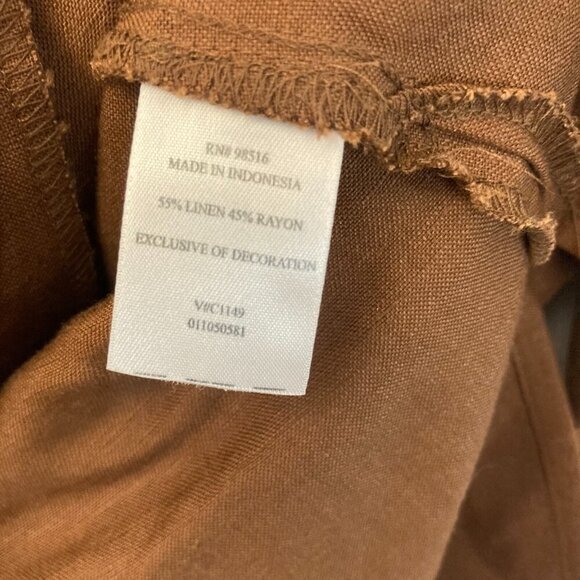 RN# 98516
MADE IN INDONESIA
55% LINEN 45% RAYON
EXCLUSIVE OF DECORATION
V#C1149
011050581